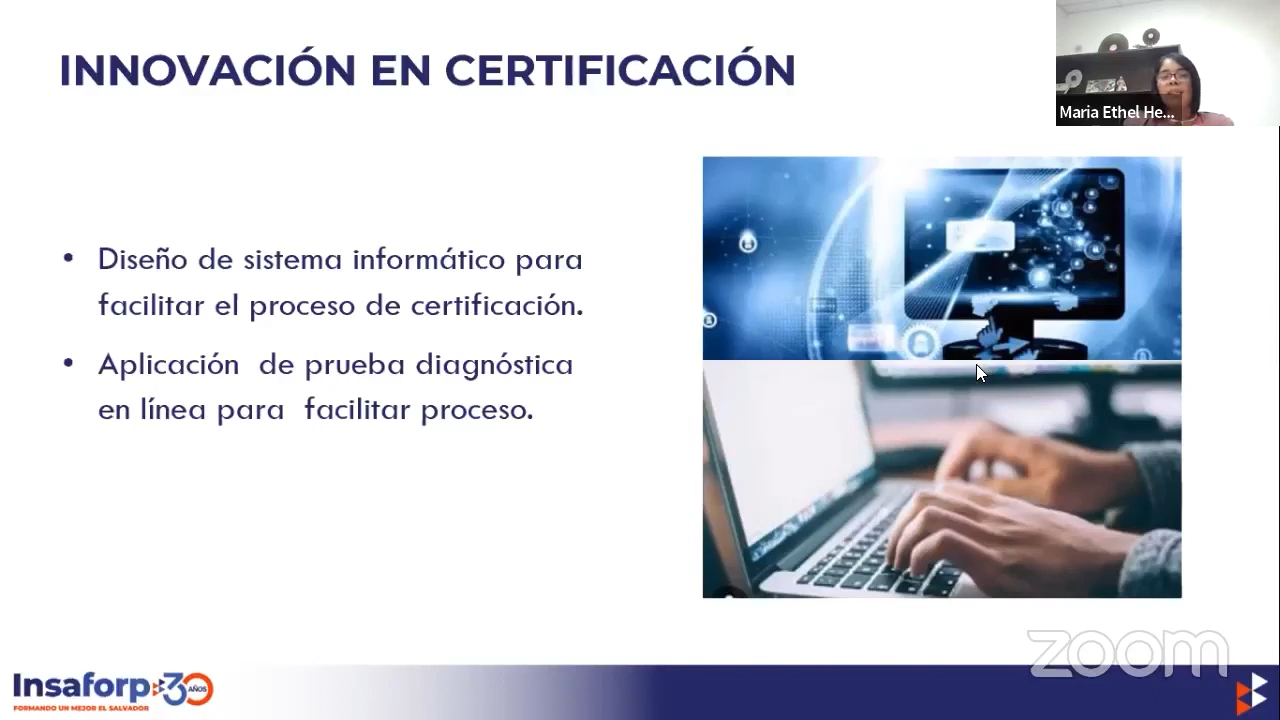 INNOVACIÓN EN CERTIFICACIÓN
Maria Ethel He...
• Diseño de sistema informático para
facilitar el proceso de certificación.
• Aplicación de prueba diagnóstica
en línea para facilitar proceso.
zoom
Insaforp 30 AÑOS
FORMANDO UN MEJOR EL SALVADOR